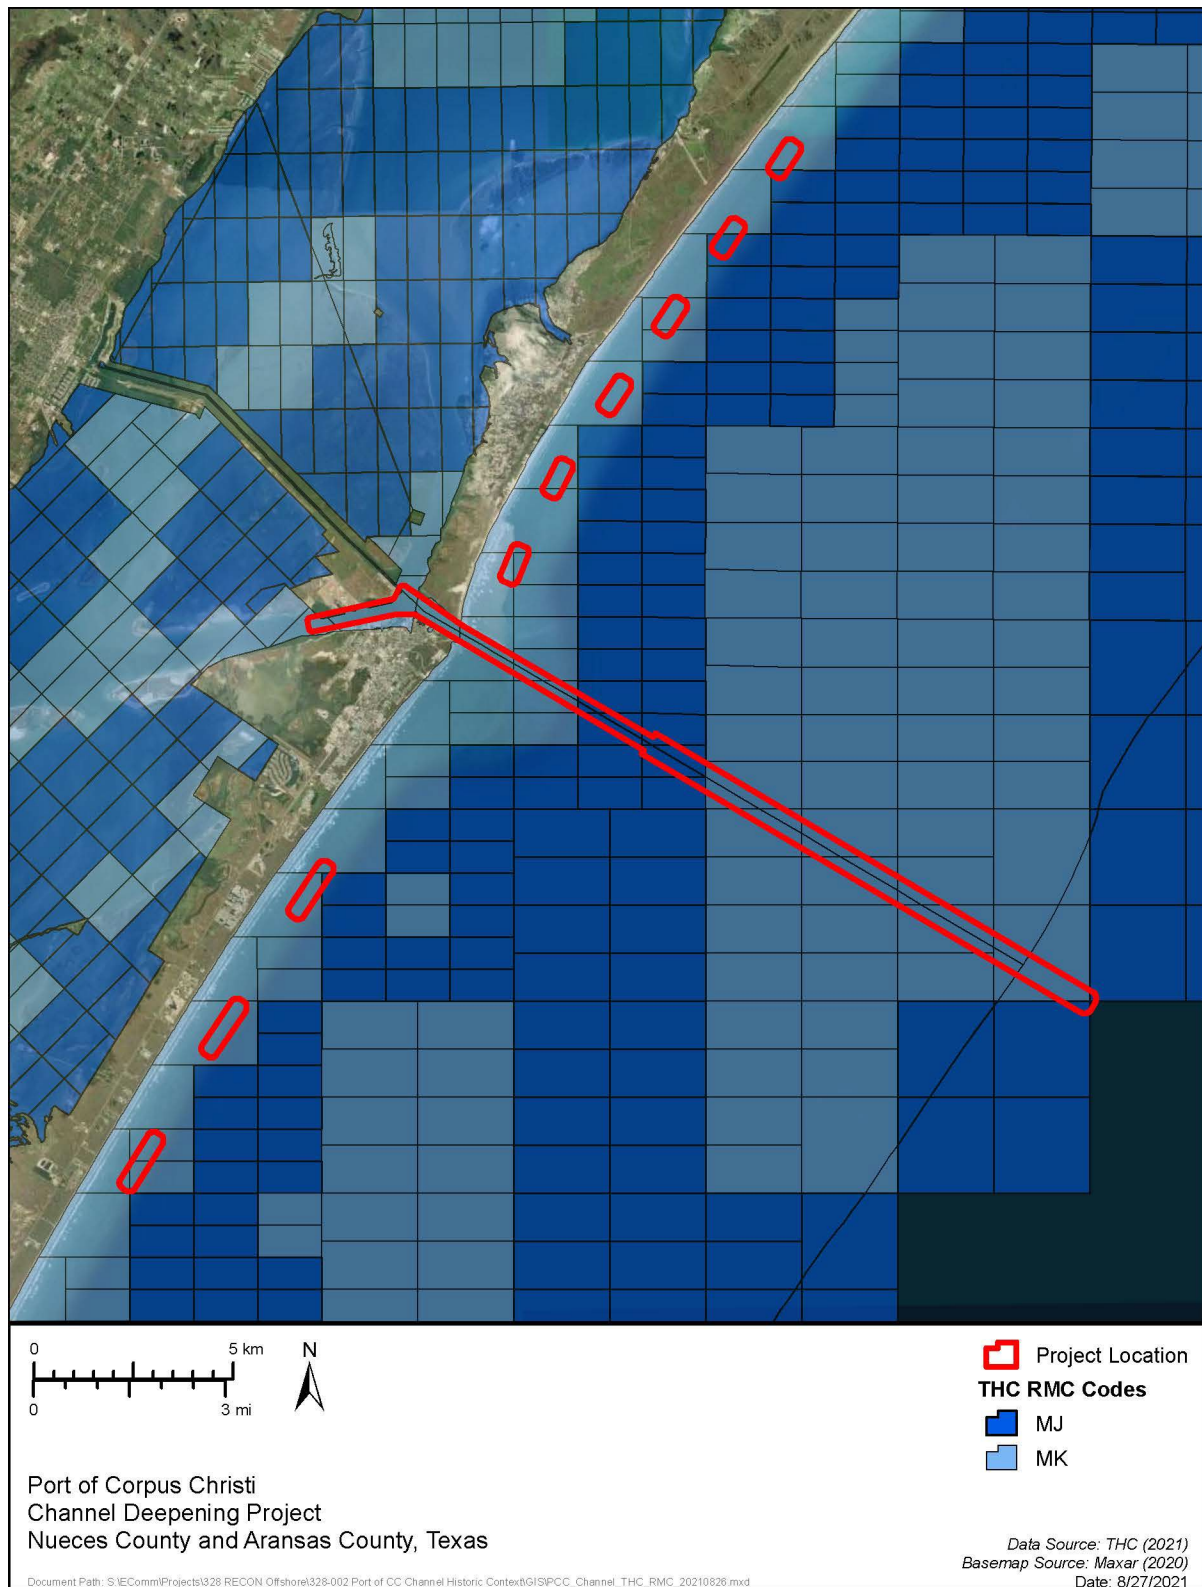 0 5 km
0 3 mi
N
Project Location
THC RMC Codes
MJ
MK
Port of Corpus Christi
Channel Deepening Project
Nueces County and Aransas County, Texas
Data Source: THC (2021)
Basemap Source: Maxar (2020)
Date: 8/27/2021
Document Path: S:\EComm\Projects\328 RECON Offshore\328-002 Port of CC Channel Historic Context\GIS\PCC_Channel_THC_RMC_20210826.mxd